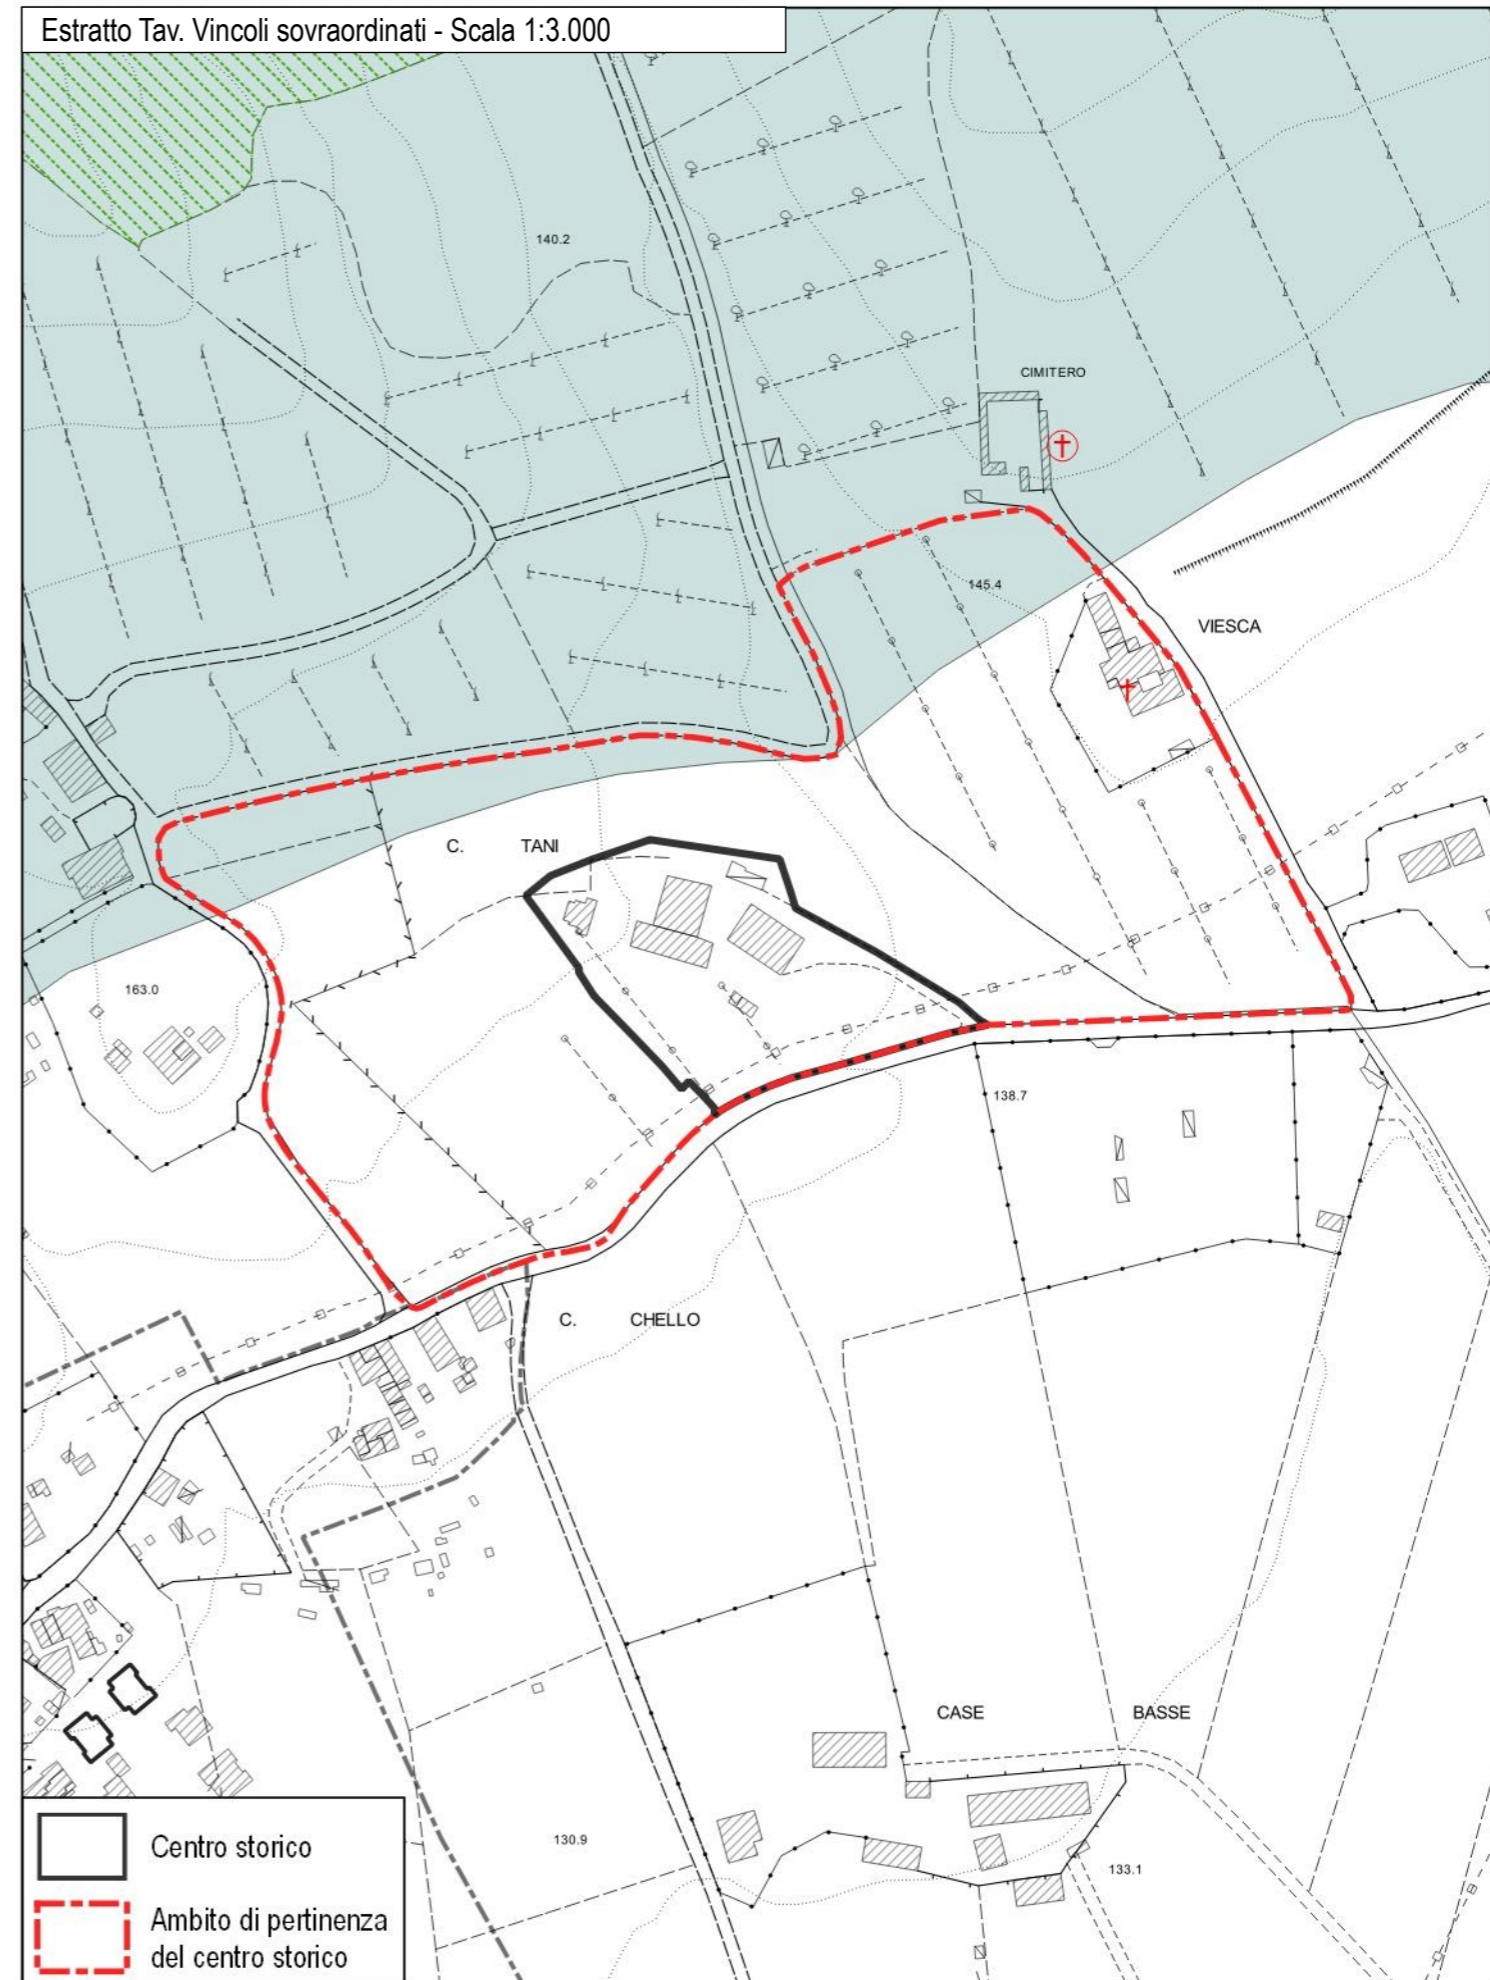 Estratto Tav. Vincoli sovraordinati - Scala 1:3.000
140.2
CIMITERO
145.4
VIESCA
C. TANI
163.0
138.7
C. CHELLO
CASE BASSE
130.9
133.1
Centro storico
Ambito di pertinenza
del centro storico